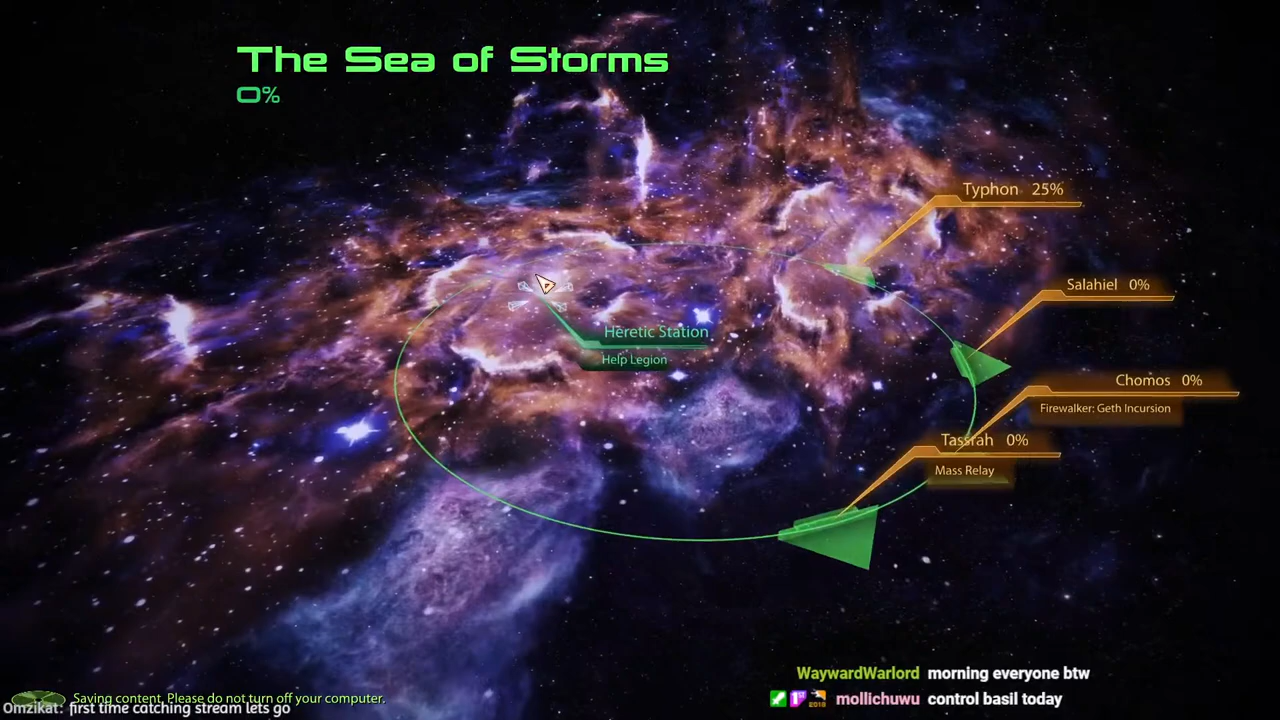 The Sea of Storms
0%
Typhon 25%
Salahiel 0%
Heretic Station
Help Legion
Chomos 0%
Firewalker: Geth Incursion
Tassrah 0%
Mass Relay
WaywardWarlord morning everyone btw
2018 mollichuwu control basil today
Saving content. Please do not turn off your computer.
Omzikat: first time catching stream lets go